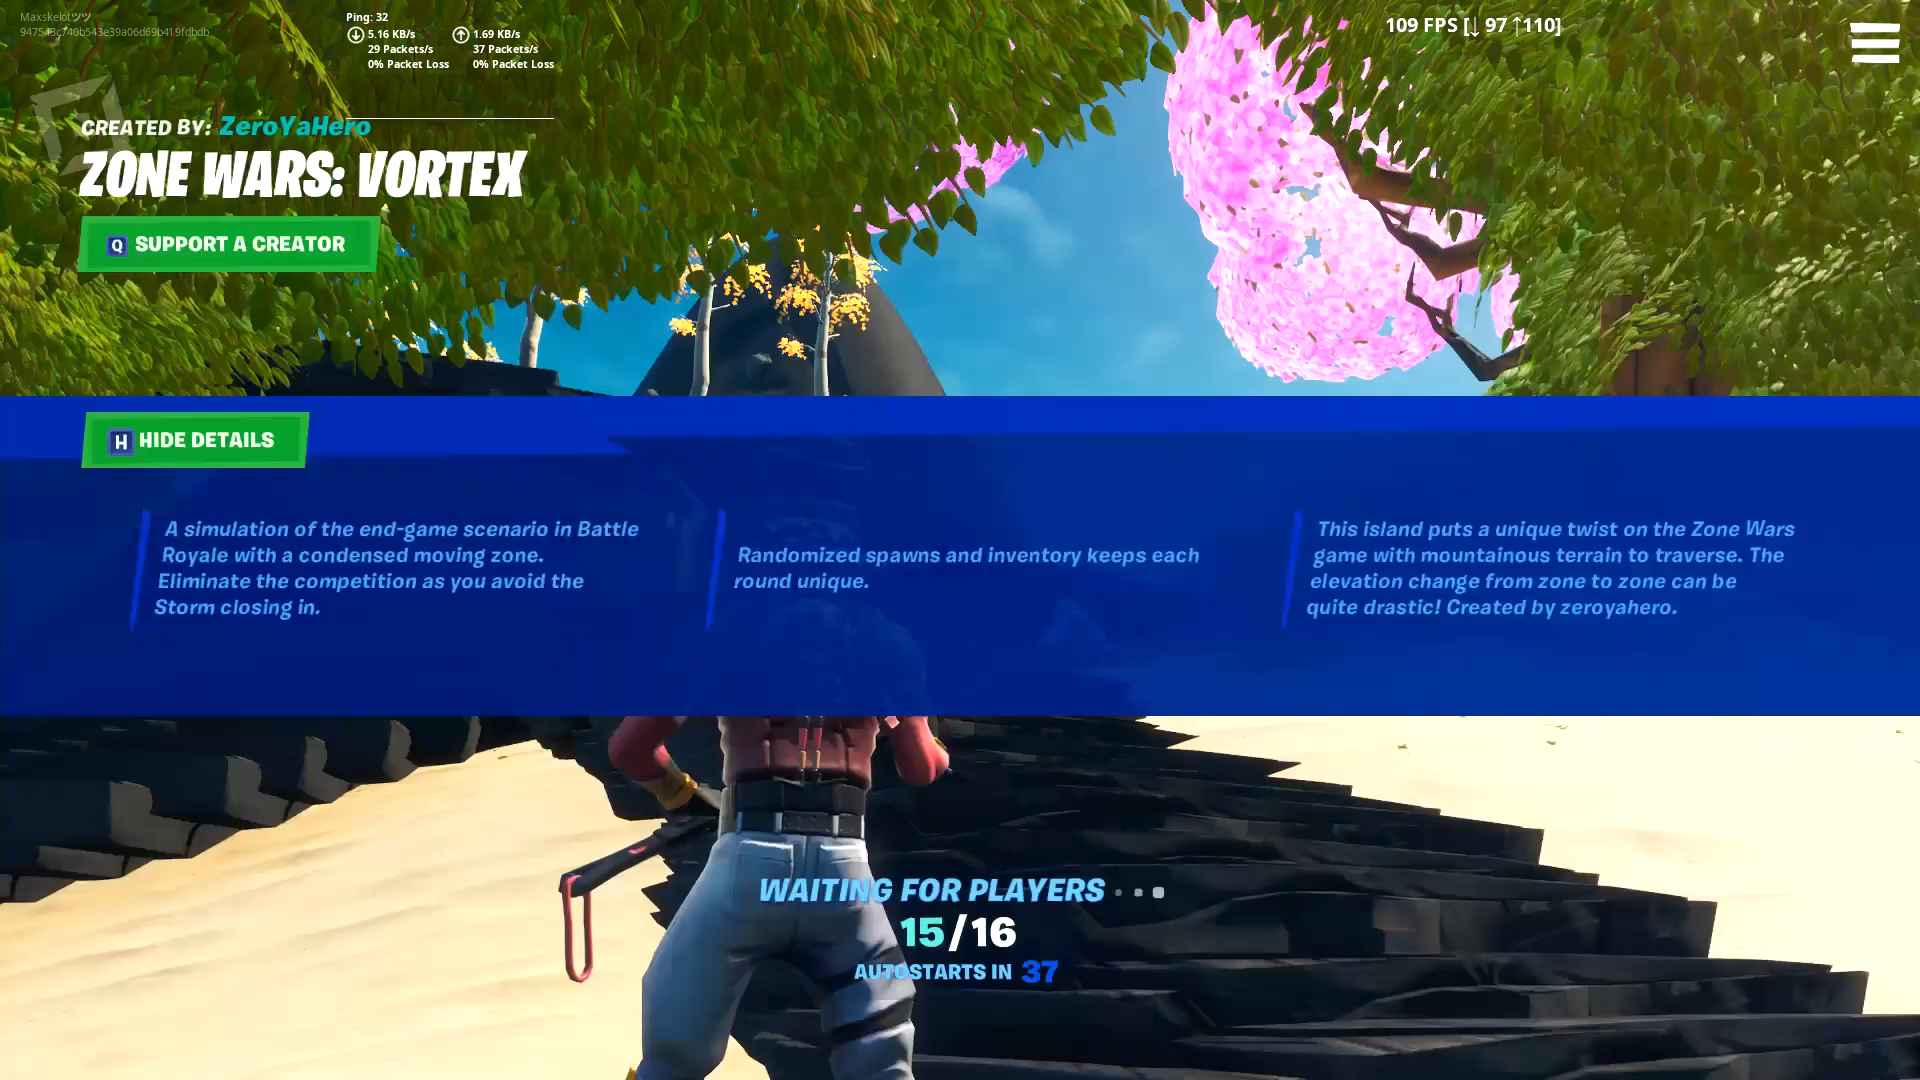 Maxskelotツツ
Ping: 32
5.16 KB/s
1.69 KB/s
29 Packets/s
37 Packets/s
0% Packet Loss
0% Packet Loss
109 FPS [↓ 97 ↑110]
CREATED BY: ZeroYaHero
ZONE WARS: VORTEX
Q SUPPORT A CREATOR
H HIDE DETAILS
A simulation of the end-game scenario in Battle
Royale with a condensed moving zone.
Eliminate the competition as you avoid the
Storm closing in.
Randomized spawns and inventory keeps each
round unique.
This island puts a unique twist on the Zone Wars
game with mountainous terrain to traverse. The
elevation change from zone to zone can be
quite drastic! Created by zeroyahero.
WAITING FOR PLAYERS
15/16
AUTOSTARTS IN 37